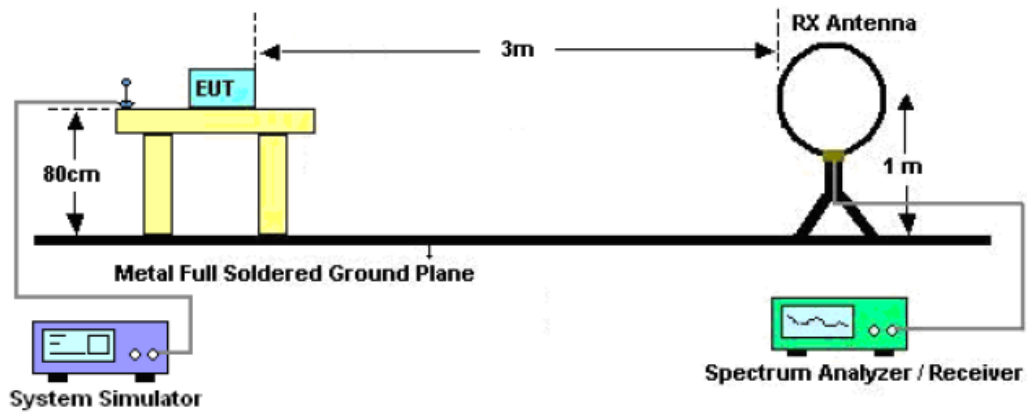 RX Antenna
3m
EUT
80cm
1 m
Metal Full Soldered Ground Plane
System Simulator
Spectrum Analyzer / Receiver